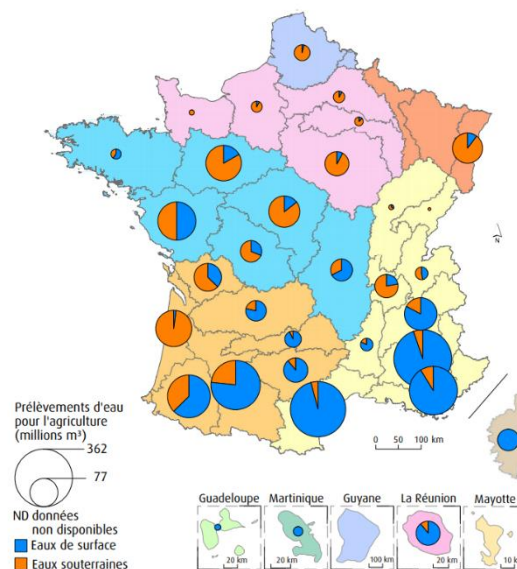 N
0 50 100 km
Prélèvements d'eau
pour l'agriculture
(millions m³)
362
77
ND données
non disponibles
Eaux de surface
Eaux souterraines
Guadeloupe
20 km
Martinique
20 km
Guyane
100 km
La Réunion
20 km
Mayotte
10 k